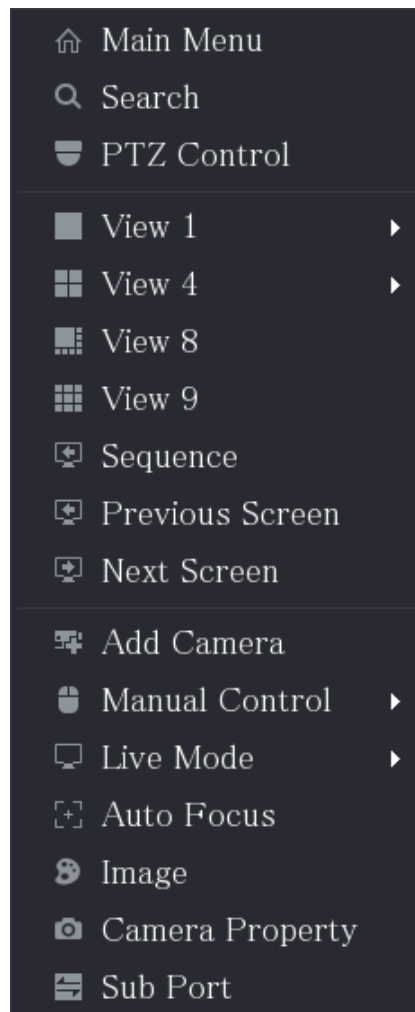 Main Menu
Search
PTZ Control
View 1
View 4
View 8
View 9
Sequence
Previous Screen
Next Screen
Add Camera
Manual Control
Live Mode
Auto Focus
Image
Camera Property
Sub Port